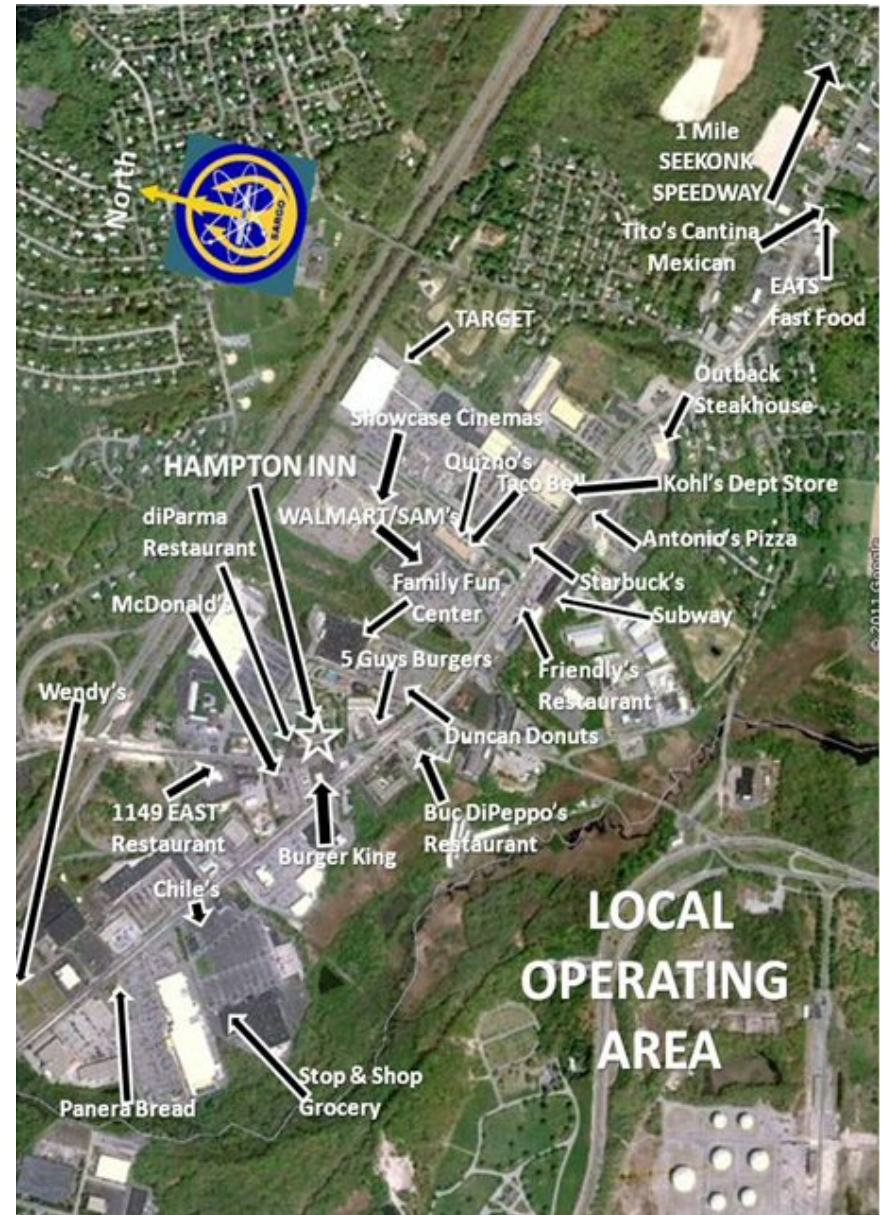 1 Mile
SEEKONK
SPEEDWAY
North
SARGO
Tito's Cantina
Mexican
EATS
Fast Food
TARGET
Outback
Steakhouse
Showcase Cinemas
HAMPTON INN
Quizno's
Taco Bell
Kohl's Dept Store
diParma
Restaurant
WALMART/SAM's
Antonio's Pizza
McDonald's
Family Fun
Center
Starbuck's
Subway
5 Guys Burgers
Friendly's
Restaurant
Wendy's
Duncan Donuts
1149 EAST
Restaurant
Buc DiPeppo's
Restaurant
Burger King
Chile's
LOCAL
OPERATING
AREA
Stop & Shop
Grocery
Panera Bread
© 2011 Google